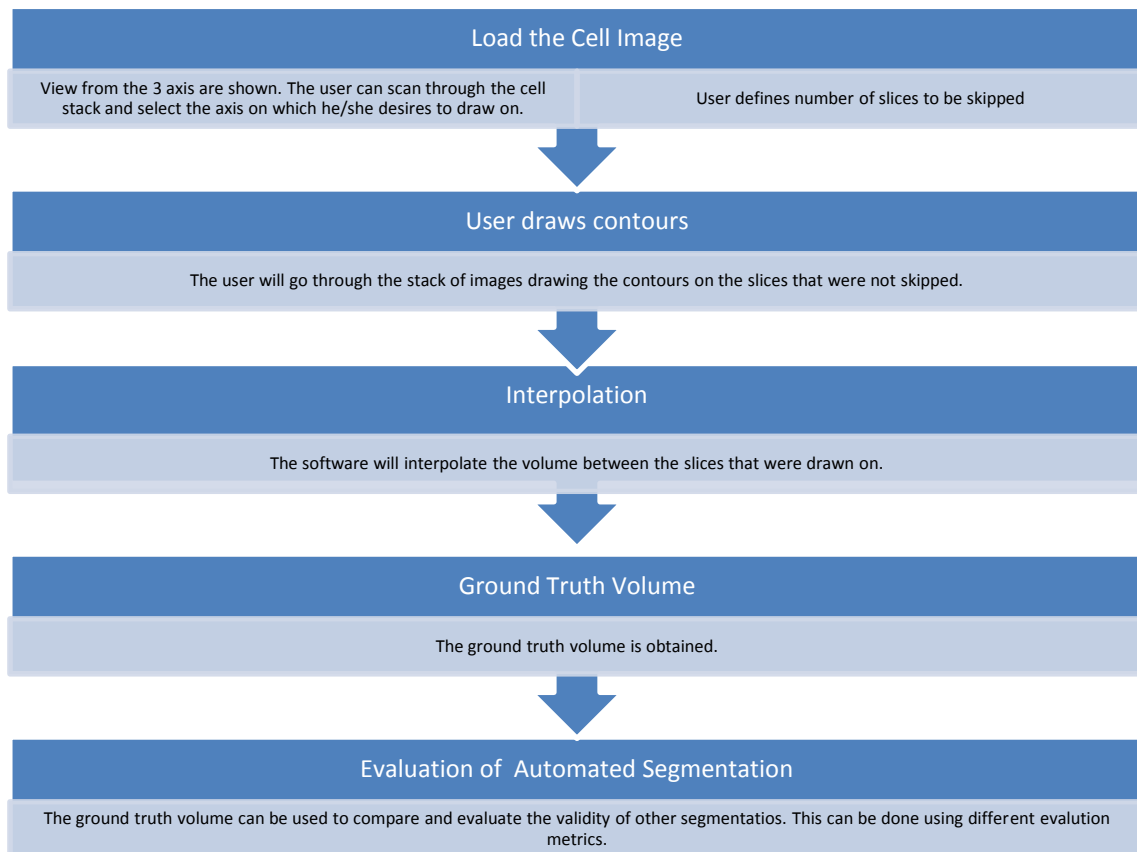 Load the Cell Image
View from the 3 axis are shown. The user can scan through the cell
stack and select the axis on which he/she desires to draw on.
User defines number of slices to be skipped
User draws contours
The user will go through the stack of images drawing the contours on the slices that were not skipped.
Interpolation
The software will interpolate the volume between the slices that were drawn on.
Ground Truth Volume
The ground truth volume is obtained.
Evaluation of Automated Segmentation
The ground truth volume can be used to compare and evaluate the validity of other segmentatios. This can be done using different evalution
metrics.